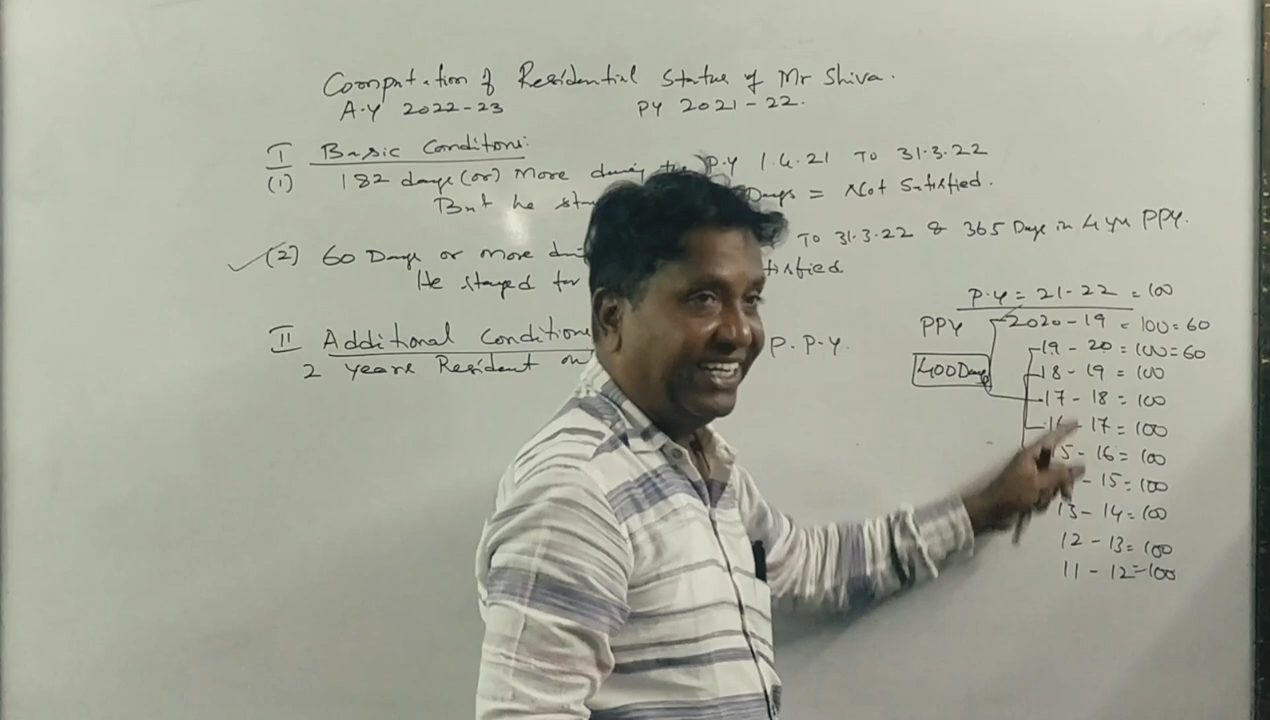 Computation of Residential Status of Mr Shiva.
A.Y 2022-23 PY 2021-22.
I Basic Conditions:
(1) 182 days (or) More during the P.Y 1.4.21 TO 31.3.22
But he Days = Not Satisfied.
(2) 60 Days or more TO 31.3.22 & 365 Days in 4 yrs PPY.
He stayed for
II Additional Conditions P.P.Y.
2 years Resident
P.Y = 21-22 = 100
PPY 2020-19 = 100 = 60
19-20 = 100 = 60
400 Days 18-19 = 100
17-18 = 100
16-17 = 100
15-16 = 100
-15 = 100
13-14 = 100
12-13 = 100
11-12 = 100